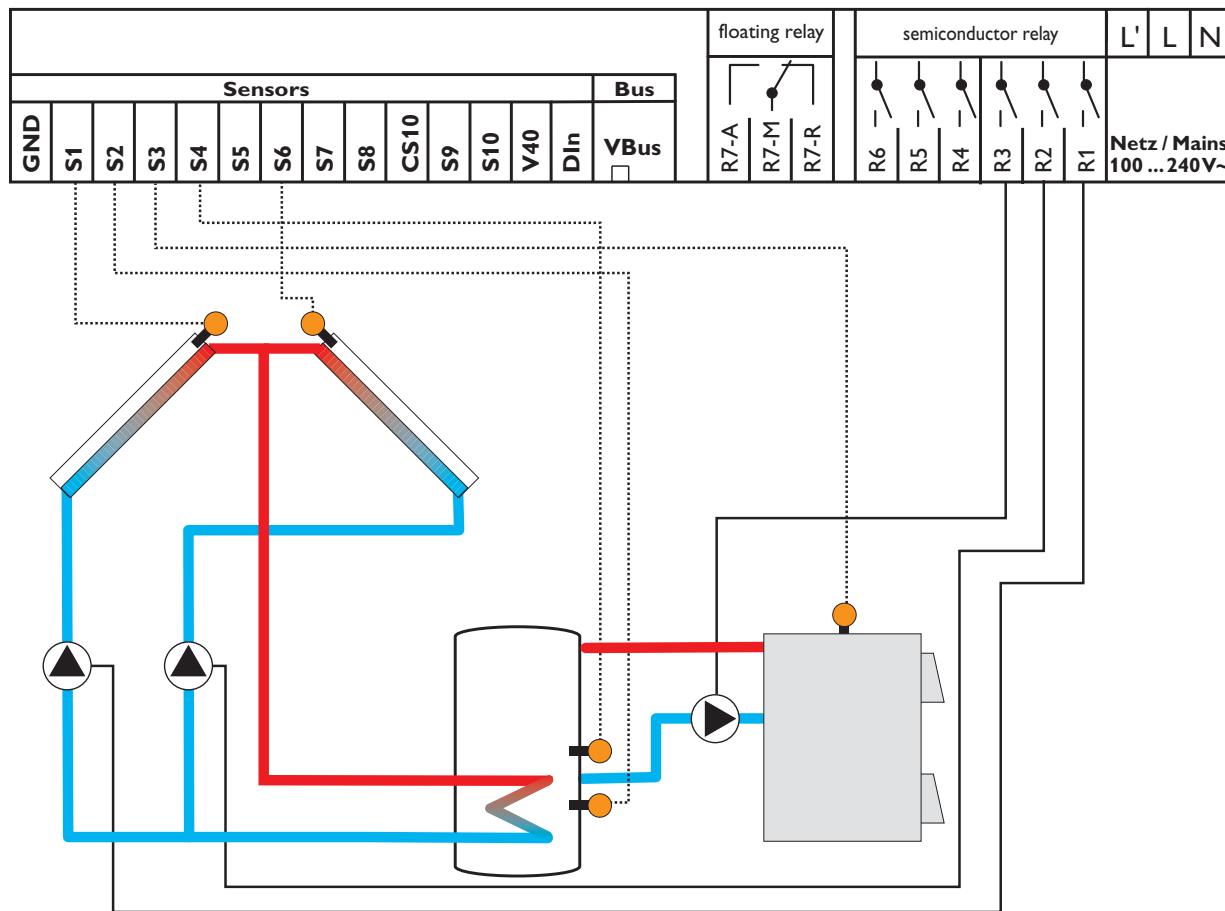 floating relay
semiconductor relay
L' L N
Sensors
Bus
GND
S1
S2
S3
S4
S5
S6
S7
S8
CS10
S9
S10
V40
DIn
VBus
R7-A
R7-M
R7-R
R6
R5
R4
R3
R2
R1
Netz / Mains
100 ... 240V~